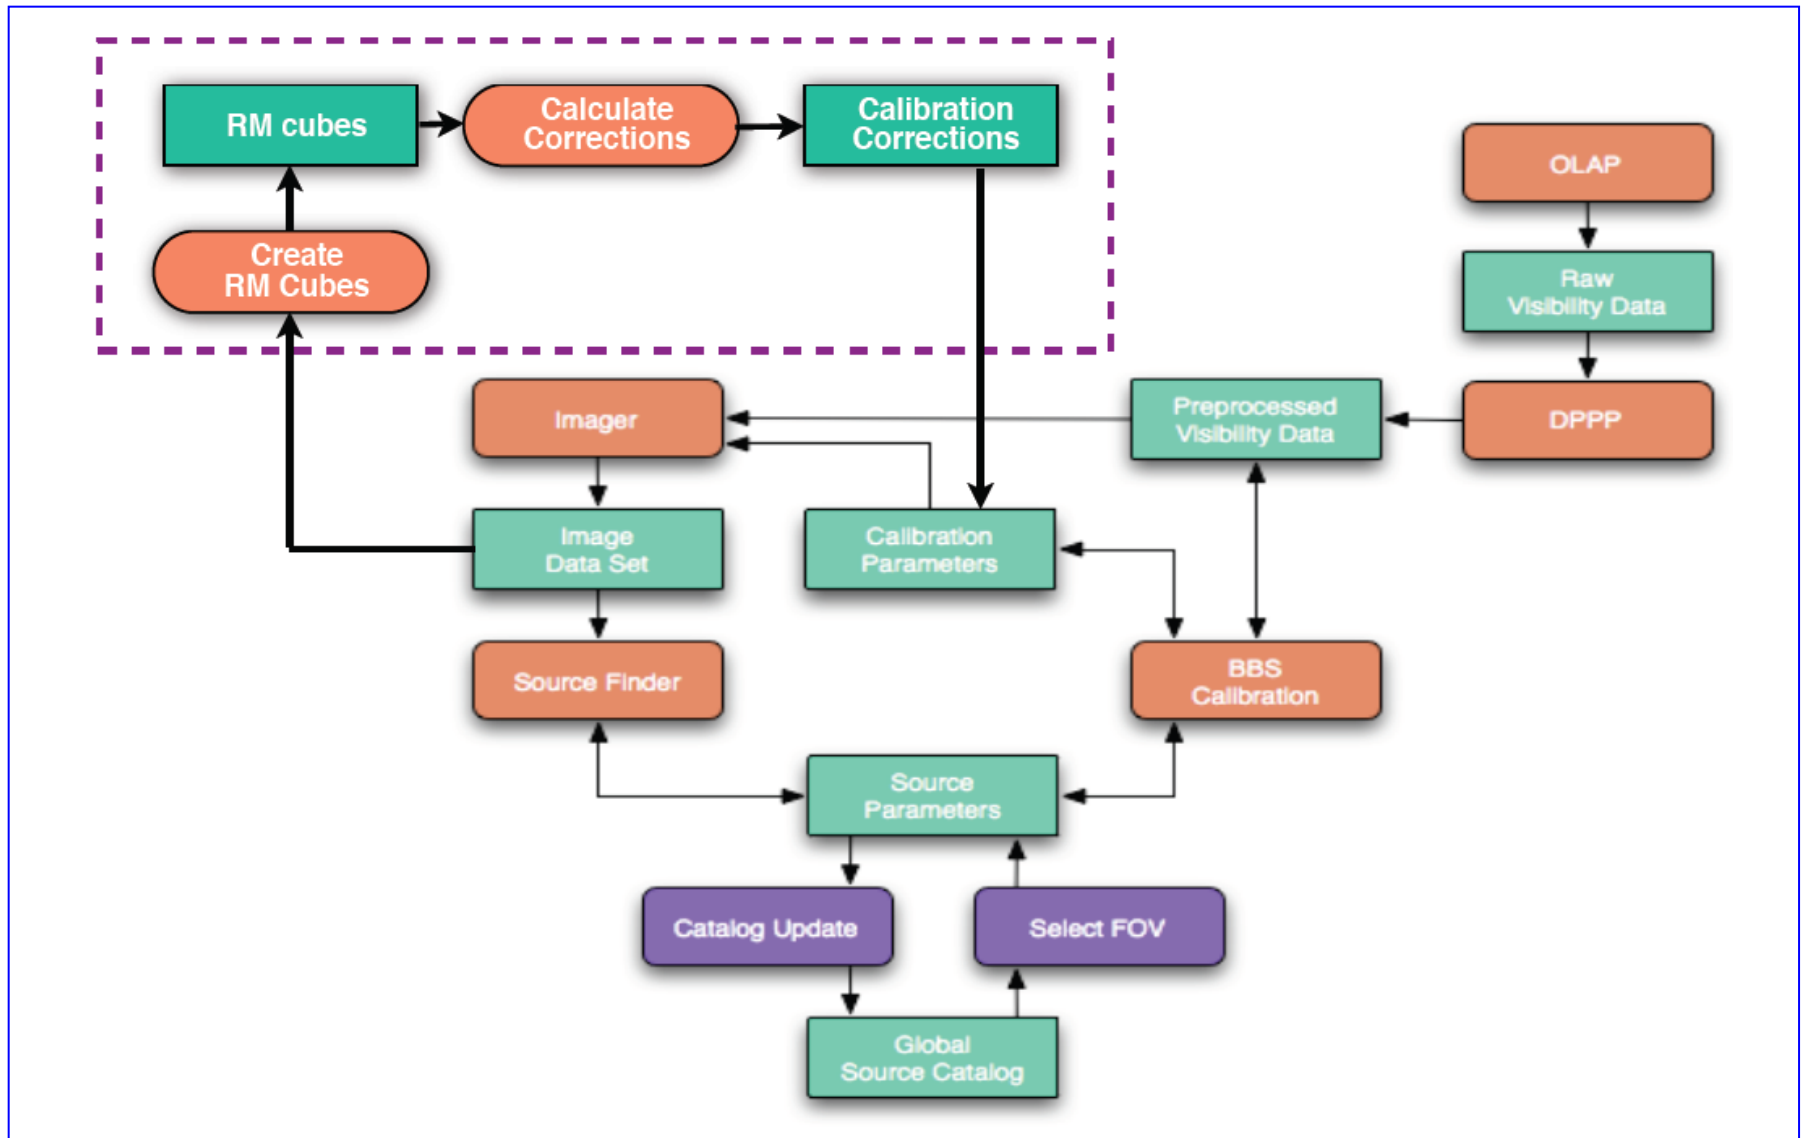 RM cubes
Calculate
Corrections
Calibration
Corrections
OLAP
Create
RM Cubes
Raw
Visibility Data
Imager
Preprocessed
Visibility Data
DPPP
Image
Data Set
Calibration
Parameters
Source Finder
BBS
Calibration
Source
Parameters
Catalog Update
Select FOV
Global
Source Catalog